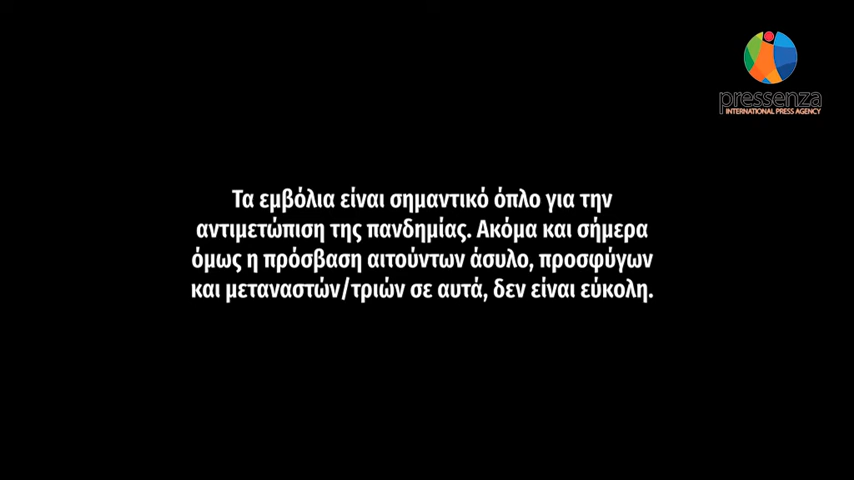 pressenza
INTERNATIONAL PRESS AGENCY
Τα εμβόλια είναι σημαντικό όπλο για την
αντιμετώπιση της πανδημίας. Ακόμα και σήμερα
όμως η πρόσβαση αιτούντων άσυλο, προσφύγων
και μεταναστών/τριών σε αυτά, δεν είναι εύκολη.